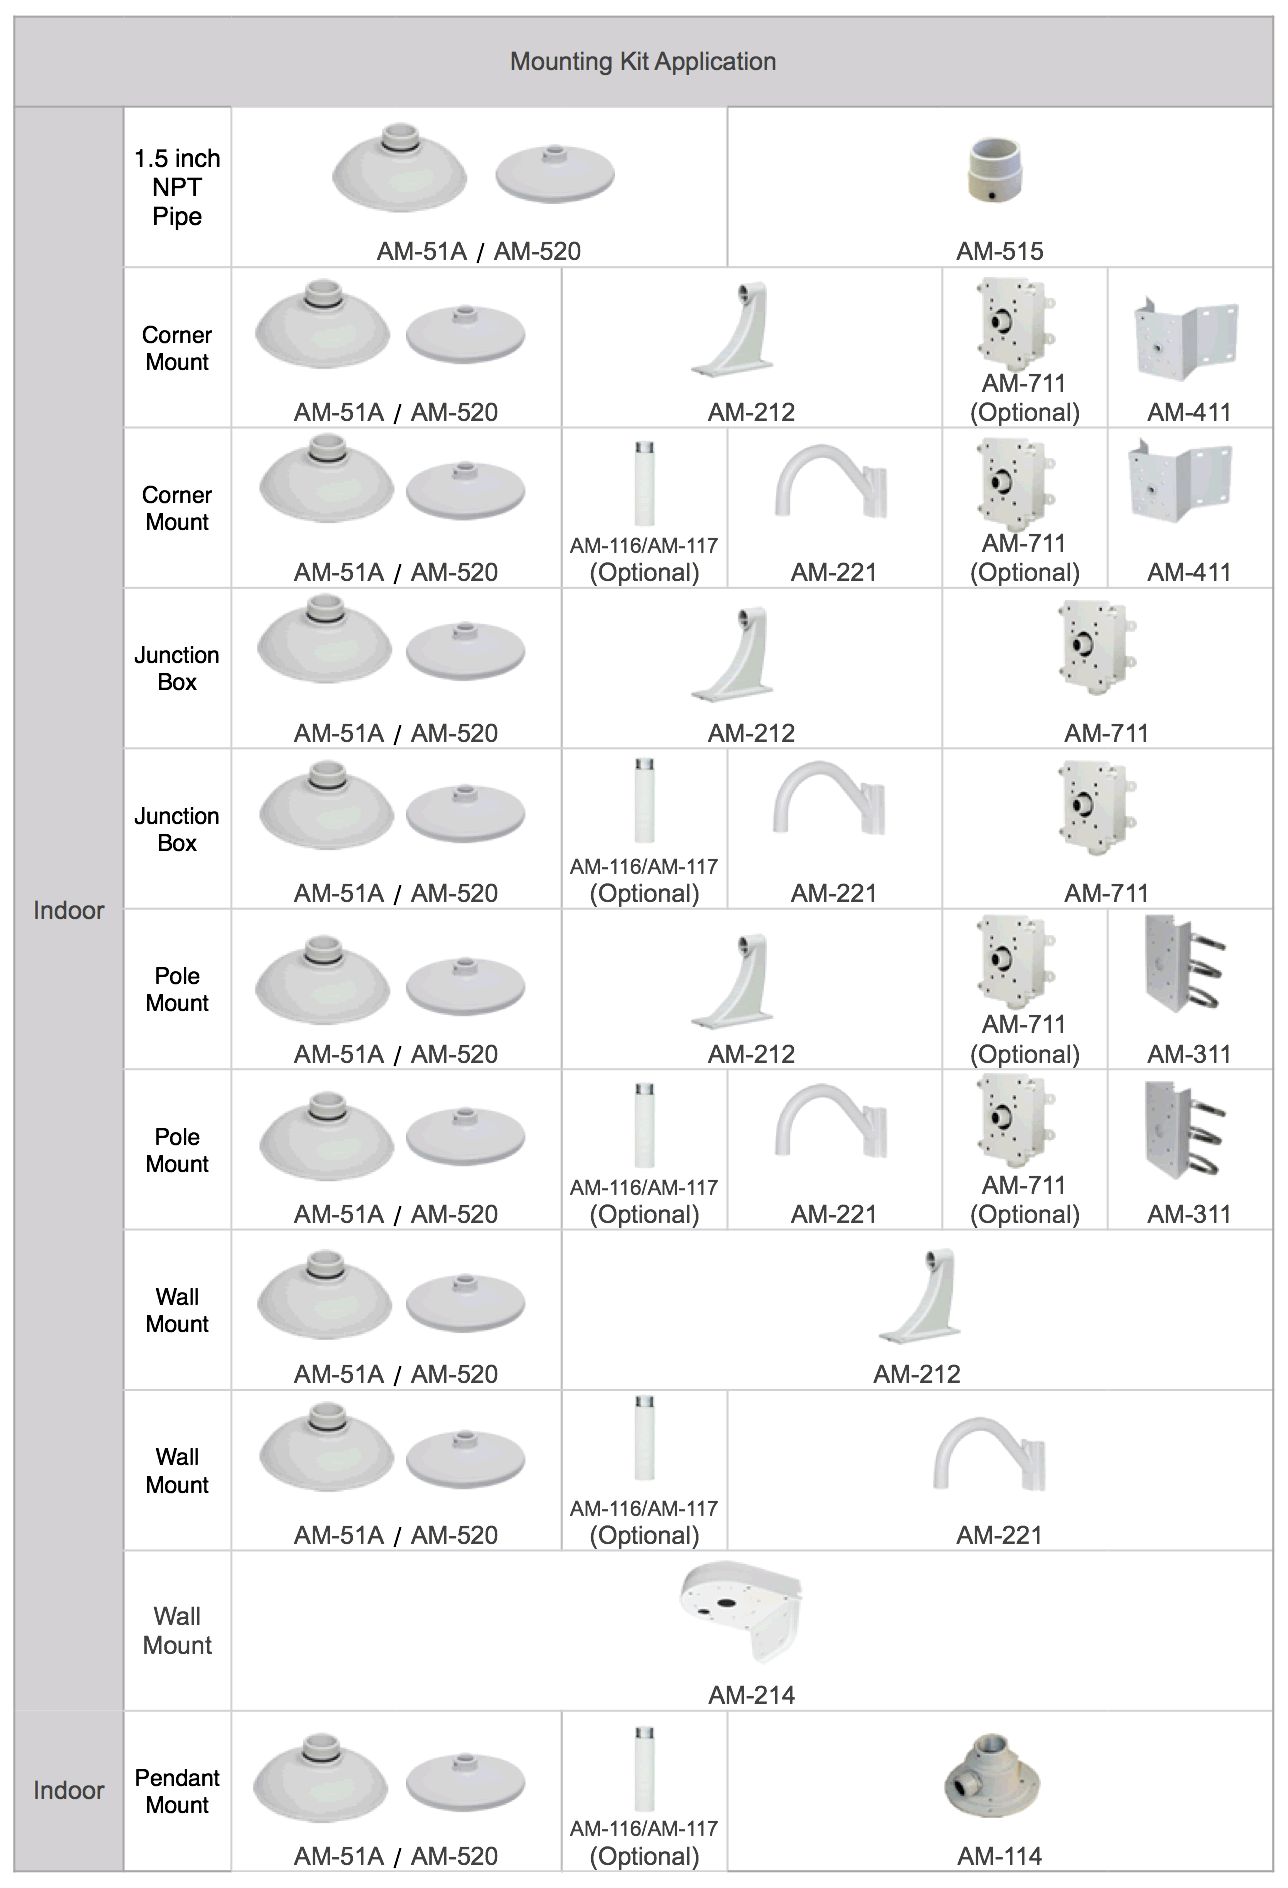 Mounting Kit Application
Indoor
1.5 inch
NPT
Pipe
AM-51A / AM-520
AM-515
Corner
Mount
AM-51A / AM-520
AM-212
AM-711
(Optional)
AM-411
Corner
Mount
AM-51A / AM-520
AM-116/AM-117
(Optional)
AM-221
AM-711
(Optional)
AM-411
Junction
Box
AM-51A / AM-520
AM-212
AM-711
Junction
Box
AM-51A / AM-520
AM-116/AM-117
(Optional)
AM-221
AM-711
Pole
Mount
AM-51A / AM-520
AM-212
AM-711
(Optional)
AM-311
Pole
Mount
AM-51A / AM-520
AM-116/AM-117
(Optional)
AM-221
AM-711
(Optional)
AM-311
Wall
Mount
AM-51A / AM-520
AM-212
Wall
Mount
AM-51A / AM-520
AM-116/AM-117
(Optional)
AM-221
Wall
Mount
AM-214
Indoor
Pendant
Mount
AM-51A / AM-520
AM-116/AM-117
(Optional)
AM-114